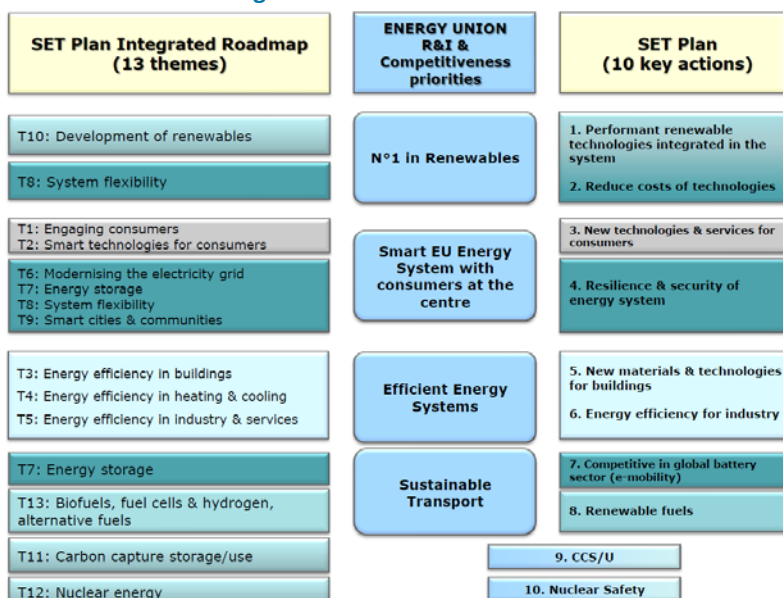 SET Plan Integrated Roadmap
(13 themes)
ENERGY UNION
R&I &
Competitiveness
priorities
SET Plan
(10 key actions)
T10: Development of renewables
T8: System flexibility
N°1 in Renewables
1. Performant renewable
technologies integrated in the
system
2. Reduce costs of technologies
T1: Engaging consumers
T2: Smart technologies for consumers
T6: Modernising the electricity grid
T7: Energy storage
T8: System flexibility
T9: Smart cities & communities
Smart EU Energy
System with
consumers at the
centre
3. New technologies & services for
consumers
4. Resilience & security of
energy system
T3: Energy efficiency in buildings
T4: Energy efficiency in heating & cooling
T5: Energy efficiency in industry & services
Efficient Energy
Systems
5. New materials & technologies
for buildings
6. Energy efficiency for industry
T7: Energy storage
T13: Biofuels, fuel cells & hydrogen,
alternative fuels
Sustainable
Transport
7. Competitive in global battery
sector (e-mobility)
8. Renewable fuels
T11: Carbon capture storage/use
9. CCS/U
T12: Nuclear energy
10. Nuclear Safety